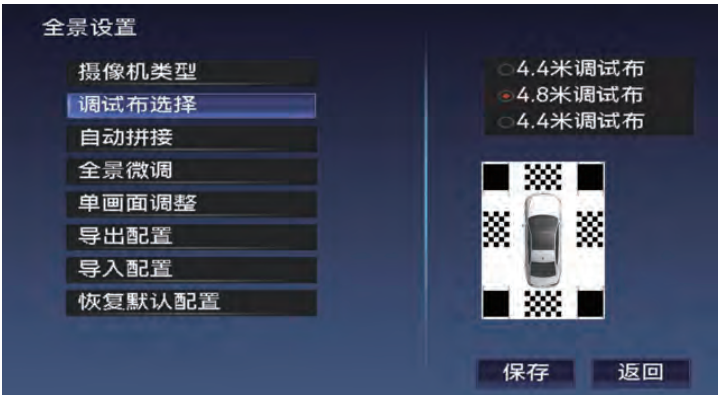 全景设置
摄像机类型
调试布选择
自动拼接
全景微调
单画面调整
导出配置
导入配置
恢复默认配置
4.4米调试布
4.8米调试布
4.4米调试布
保存
返回